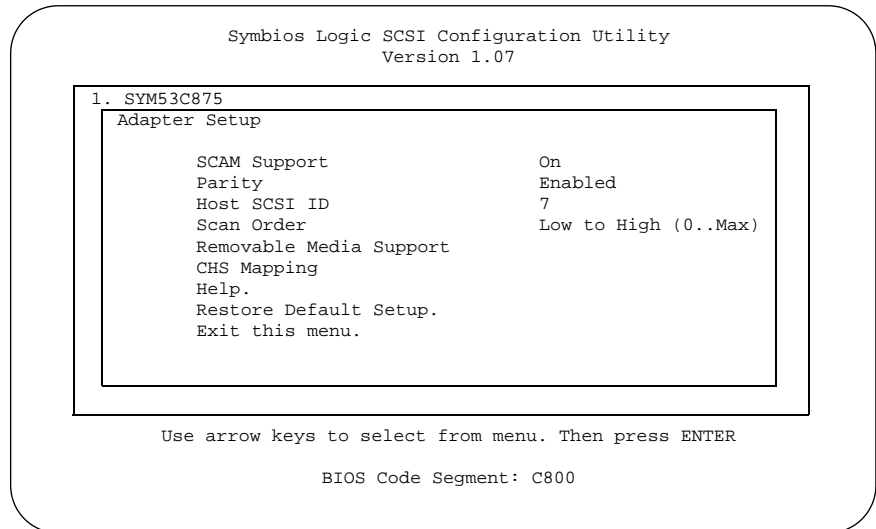 Symbios Logic SCSI Configuration Utility
Version 1.07
1. SYM53C875
Adapter Setup
SCAM Support On
Parity Enabled
Host SCSI ID 7
Scan Order Low to High (0..Max)
Removable Media Support
CHS Mapping
Help.
Restore Default Setup.
Exit this menu.
Use arrow keys to select from menu. Then press ENTER
BIOS Code Segment: C800